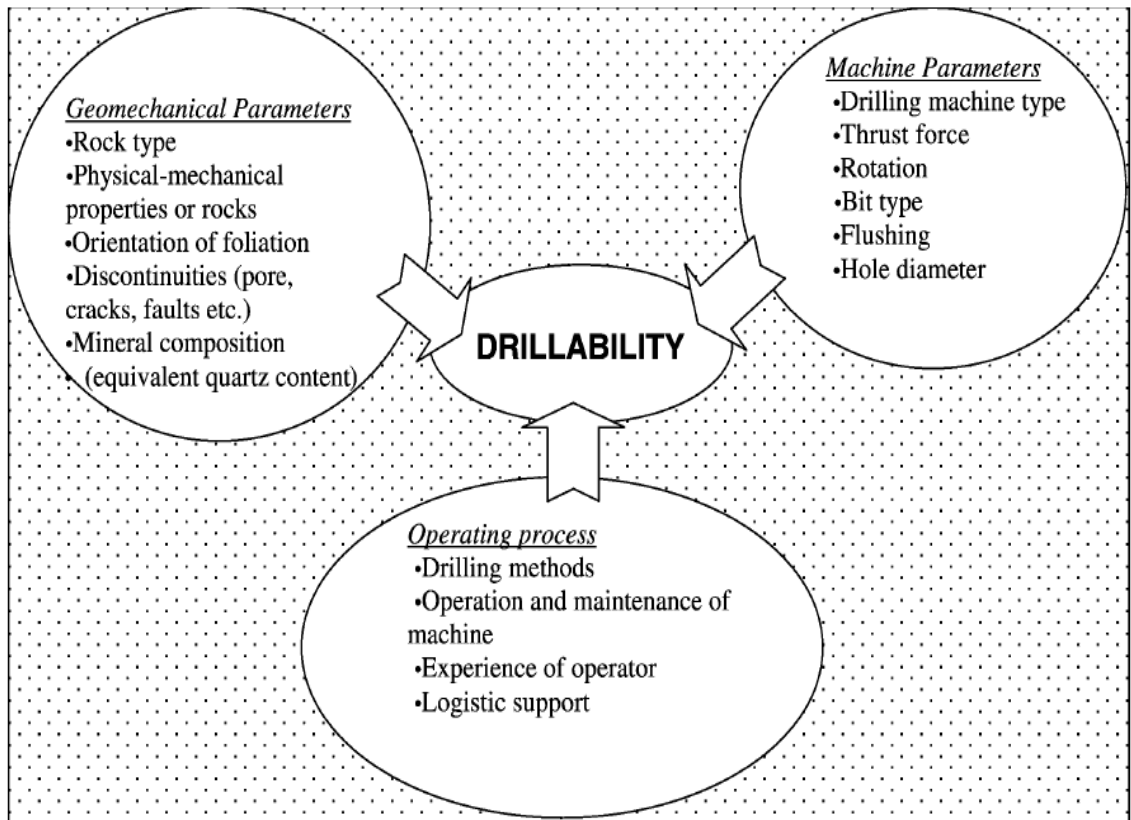 Geomechanical Parameters
•Rock type
•Physical-mechanical
properties or rocks
•Orientation of foliation
•Discontinuities (pore,
cracks, faults etc.)
•Mineral composition
• (equivalent quartz content)
Machine Parameters
•Drilling machine type
•Thrust force
•Rotation
•Bit type
•Flushing
•Hole diameter
DRILLABILITY
Operating process
•Drilling methods
•Operation and maintenance of
machine
•Experience of operator
•Logistic support